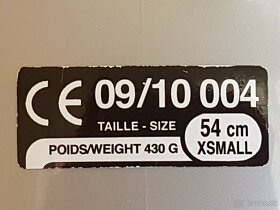 CE 09/10 004
TAILLE - SIZE
54 cm
XSMALL
POIDS/WEIGHT 430 G